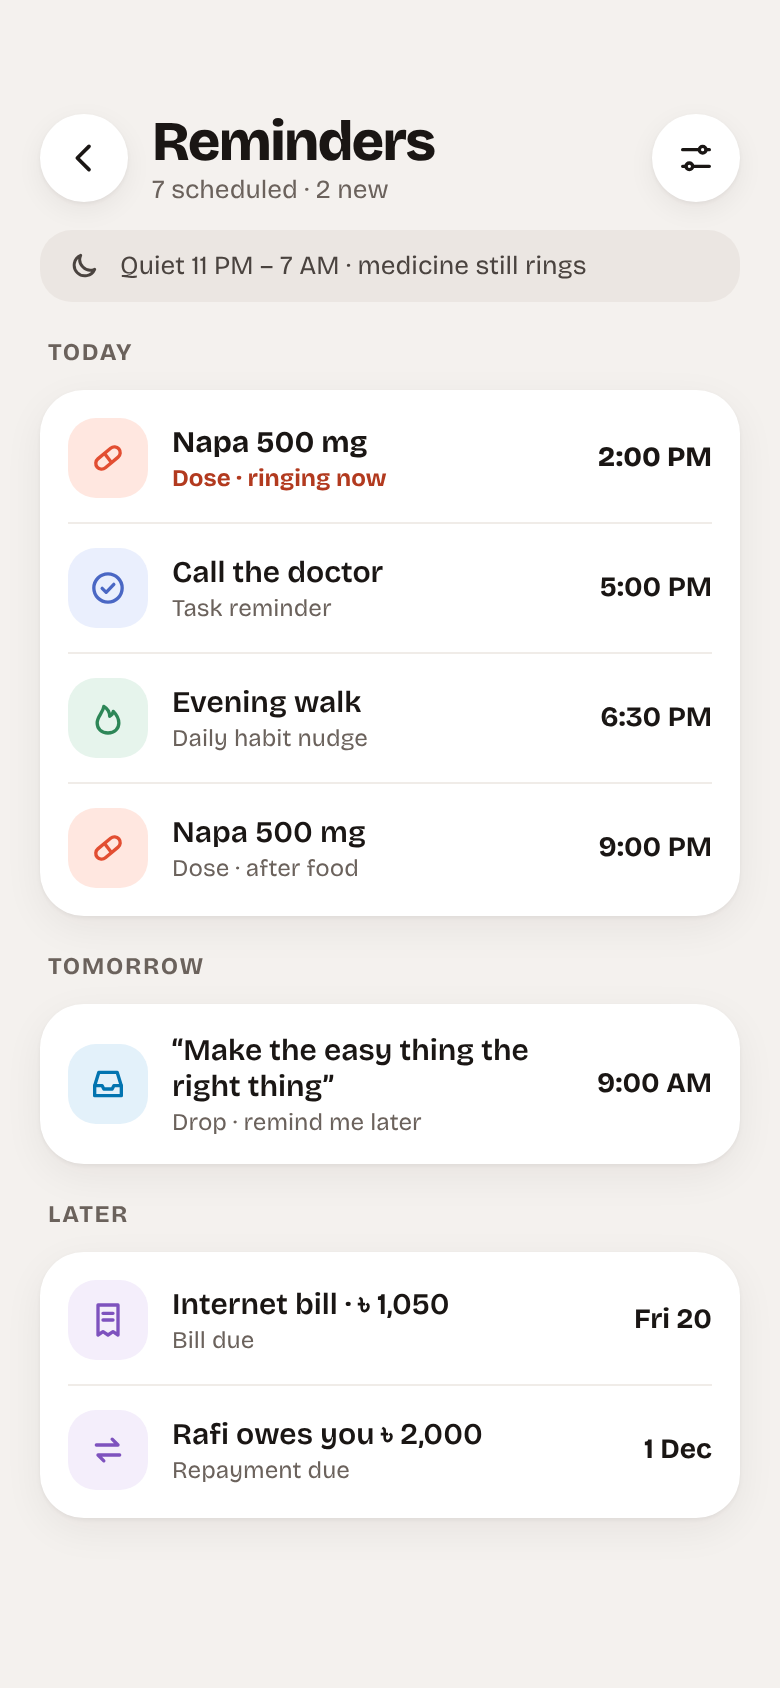 Reminders
7 scheduled · 2 new
Quiet 11 PM – 7 AM · medicine still rings
TODAY
Napa 500 mg
2:00 PM
Dose · ringing now
Call the doctor
5:00 PM
Task reminder
Evening walk
6:30 PM
Daily habit nudge
Napa 500 mg
9:00 PM
Dose · after food
TOMORROW
“Make the easy thing the
right thing”
9:00 AM
Drop · remind me later
LATER
Internet bill · ৳ 1,050
Fri 20
Bill due
Rafi owes you ৳ 2,000
1 Dec
Repayment due